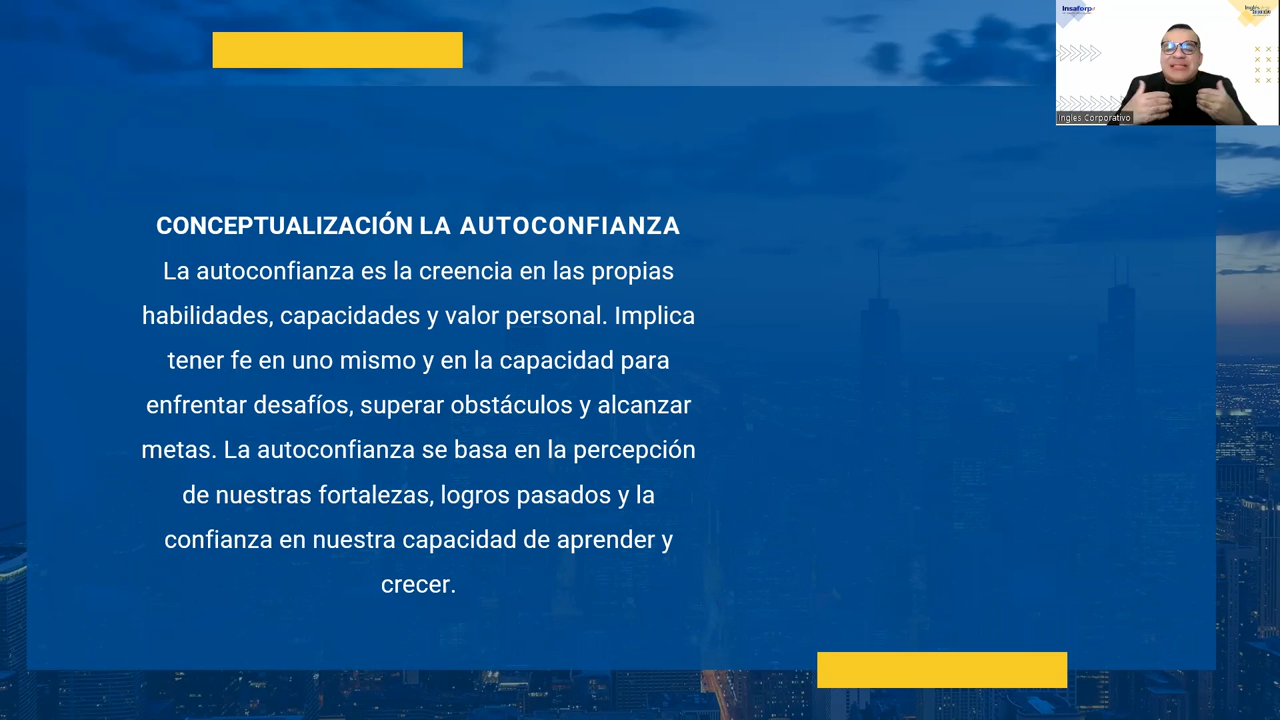 Insaforp
CONCEPTUALIZACIÓN LA AUTOCONFIANZA
La autoconfianza es la creencia en las propias
habilidades, capacidades y valor personal. Implica
tener fe en uno mismo y en la capacidad para
enfrentar desafíos, superar obstáculos y alcanzar
metas. La autoconfianza se basa en la percepción
de nuestras fortalezas, logros pasados y la
confianza en nuestra capacidad de aprender y
crecer.
Ingles Corporativo